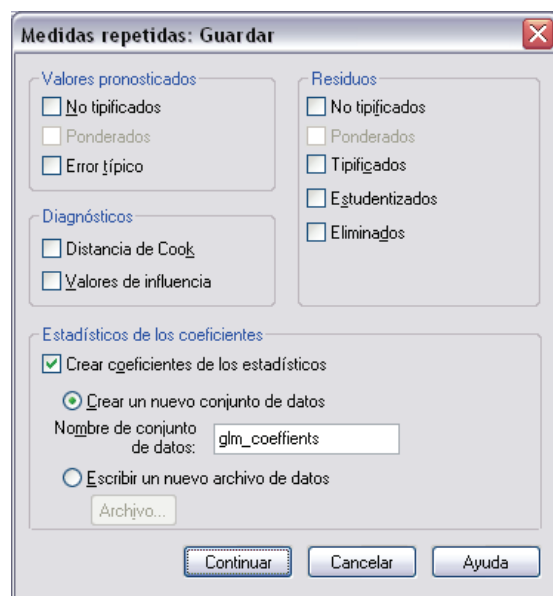 Medidas repetidas: Guardar
Valores pronosticados
No tipificados
Ponderados
Error típico
Residuos
No tipificados
Ponderados
Tipificados
Estudentizados
Eliminados
Diagnósticos
Distancia de Cook
Valores de influencia
Estadísticos de los coeficientes
Crear coeficientes de los estadísticos
Crear un nuevo conjunto de datos
Nombre de conjunto
de datos:
glm_coeffients
Escribir un nuevo archivo de datos
Archivo...
Continuar
Cancelar
Ayuda